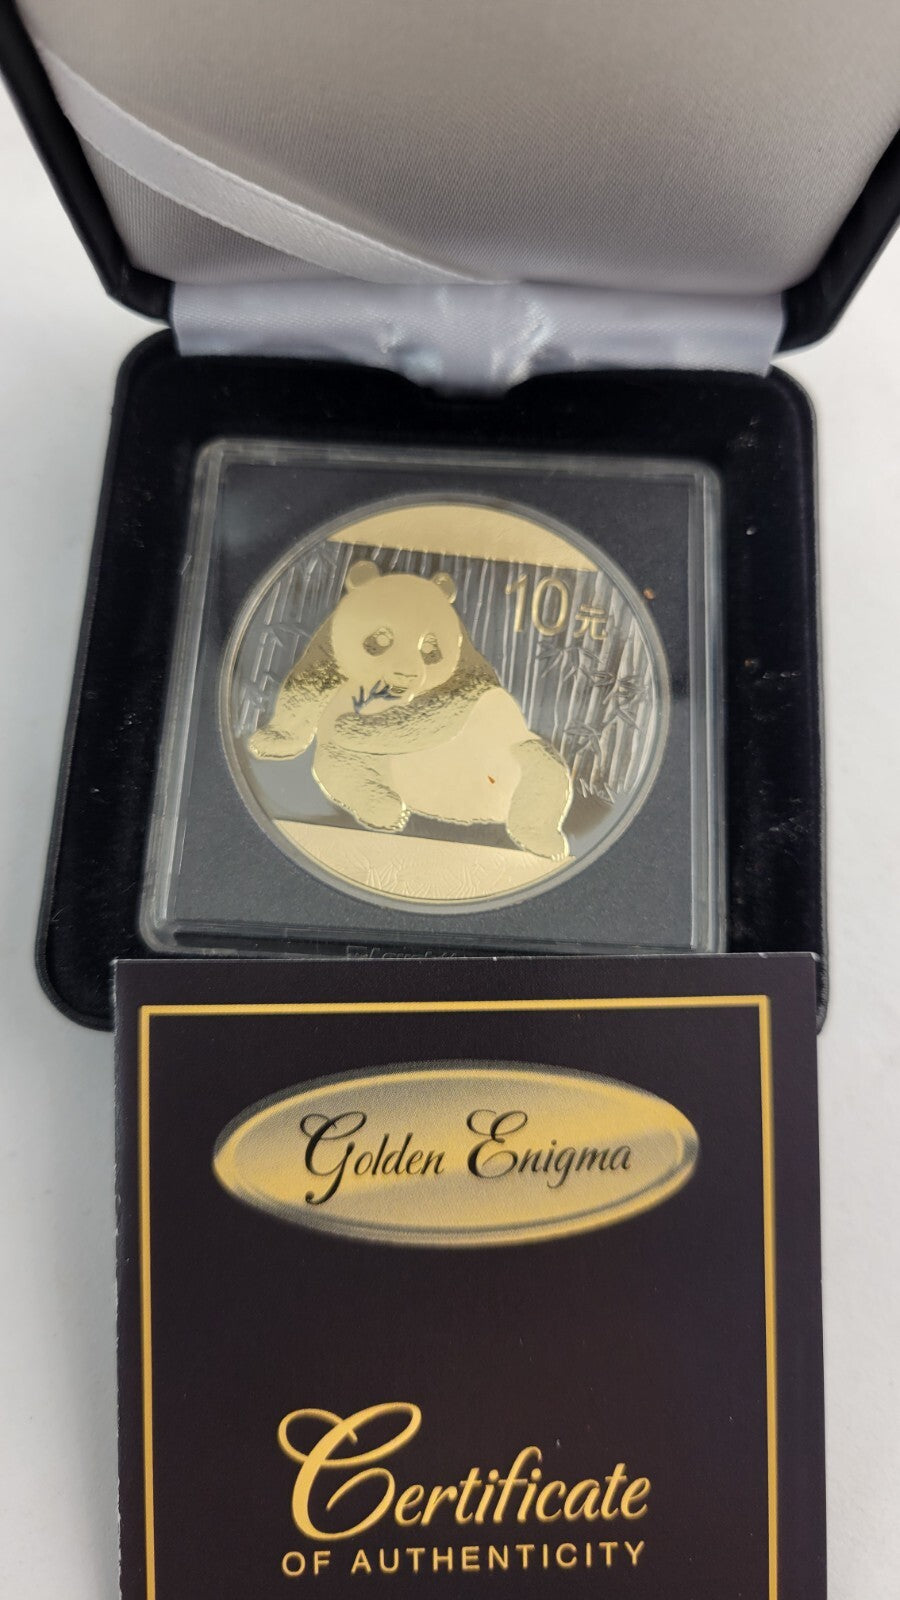 10元
Golden Enigma
Certificate
OF AUTHENTICITY